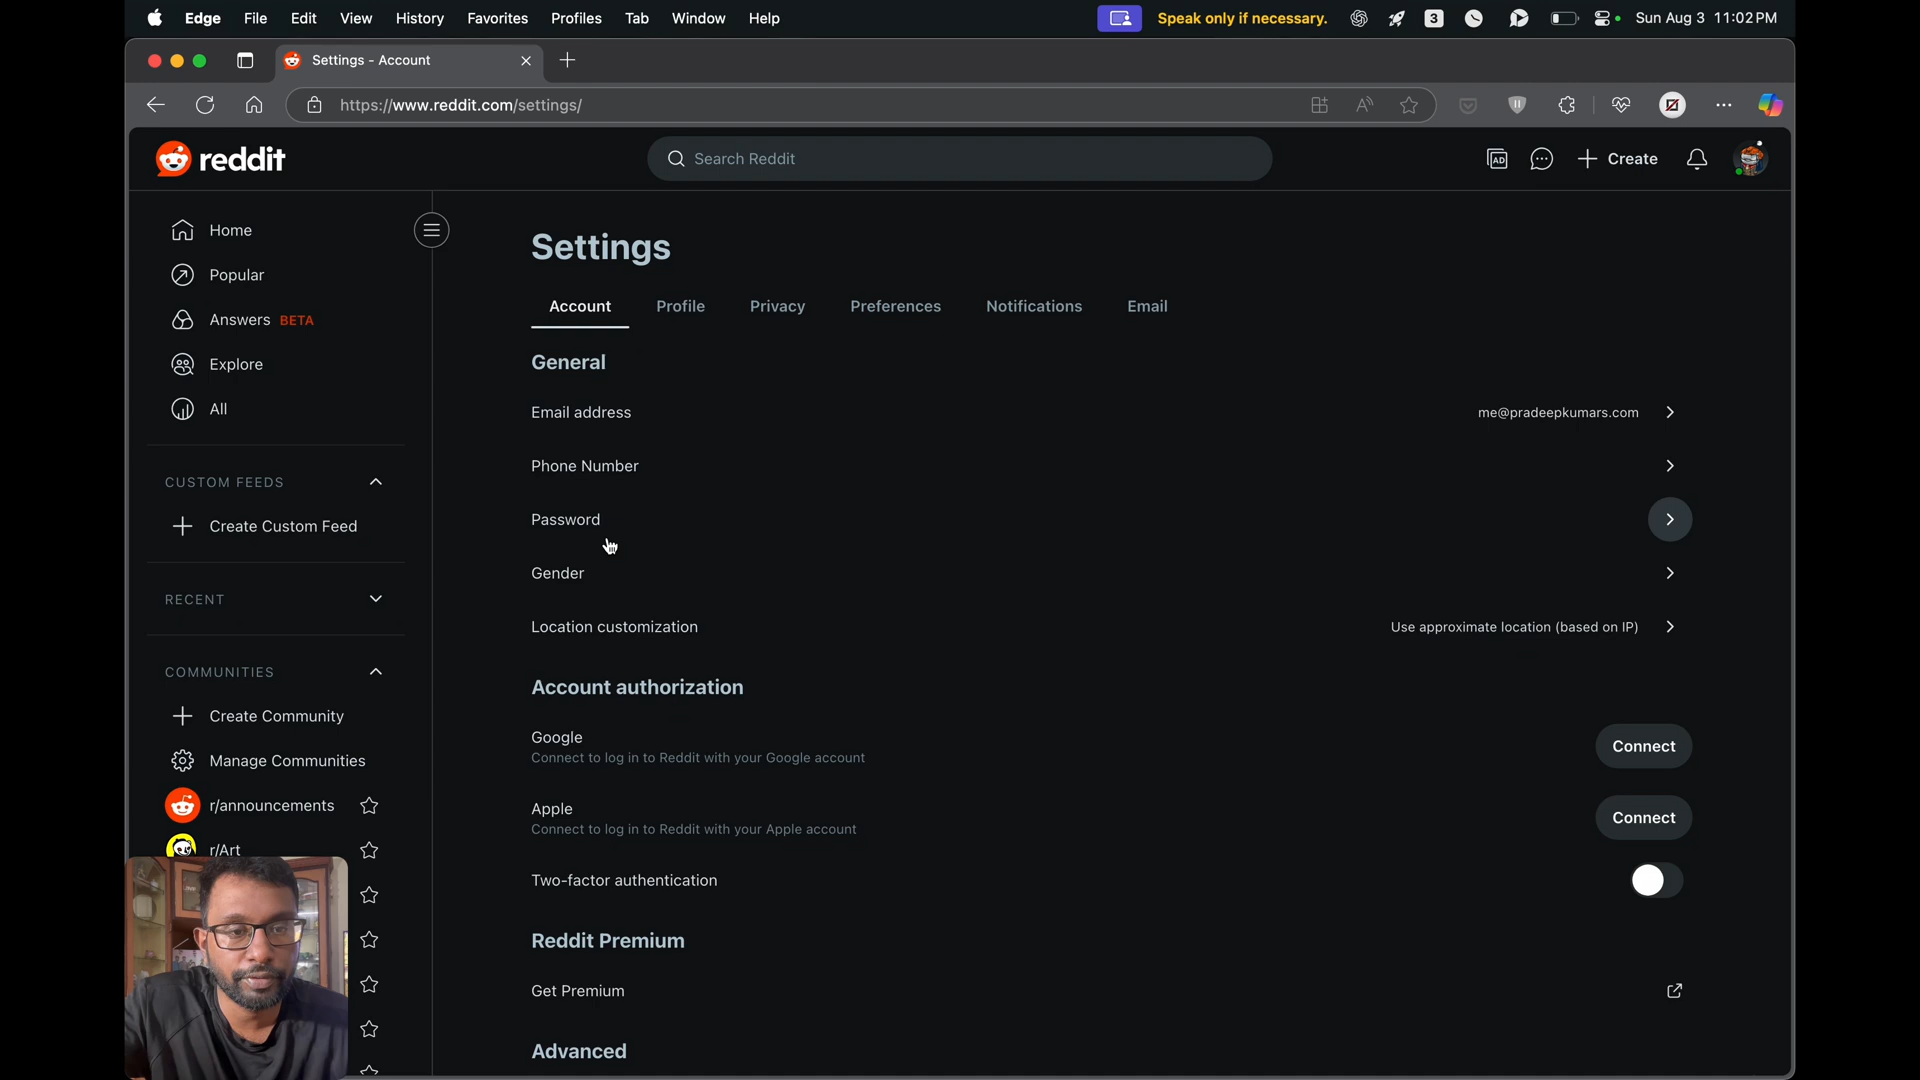 Edge File Edit View History Favorites Profiles Tab Window Help Speak only if necessary. 3 Sun Aug 3 11:02 PM
Settings - Account
https://www.reddit.com/settings/
reddit Search Reddit AD Create
Home
Popular
Answers BETA
Explore
All
CUSTOM FEEDS
Create Custom Feed
RECENT
COMMUNITIES
Create Community
Manage Communities
r/announcements
r/Art
Settings
Account Profile Privacy Preferences Notifications Email
General
Email address me@pradeepkumars.com
Phone Number
Password
Gender
Location customization Use approximate location (based on IP)
Account authorization
Google
Connect to log in to Reddit with your Google account
Connect
Apple
Connect to log in to Reddit with your Apple account
Connect
Two-factor authentication
Reddit Premium
Get Premium
Advanced